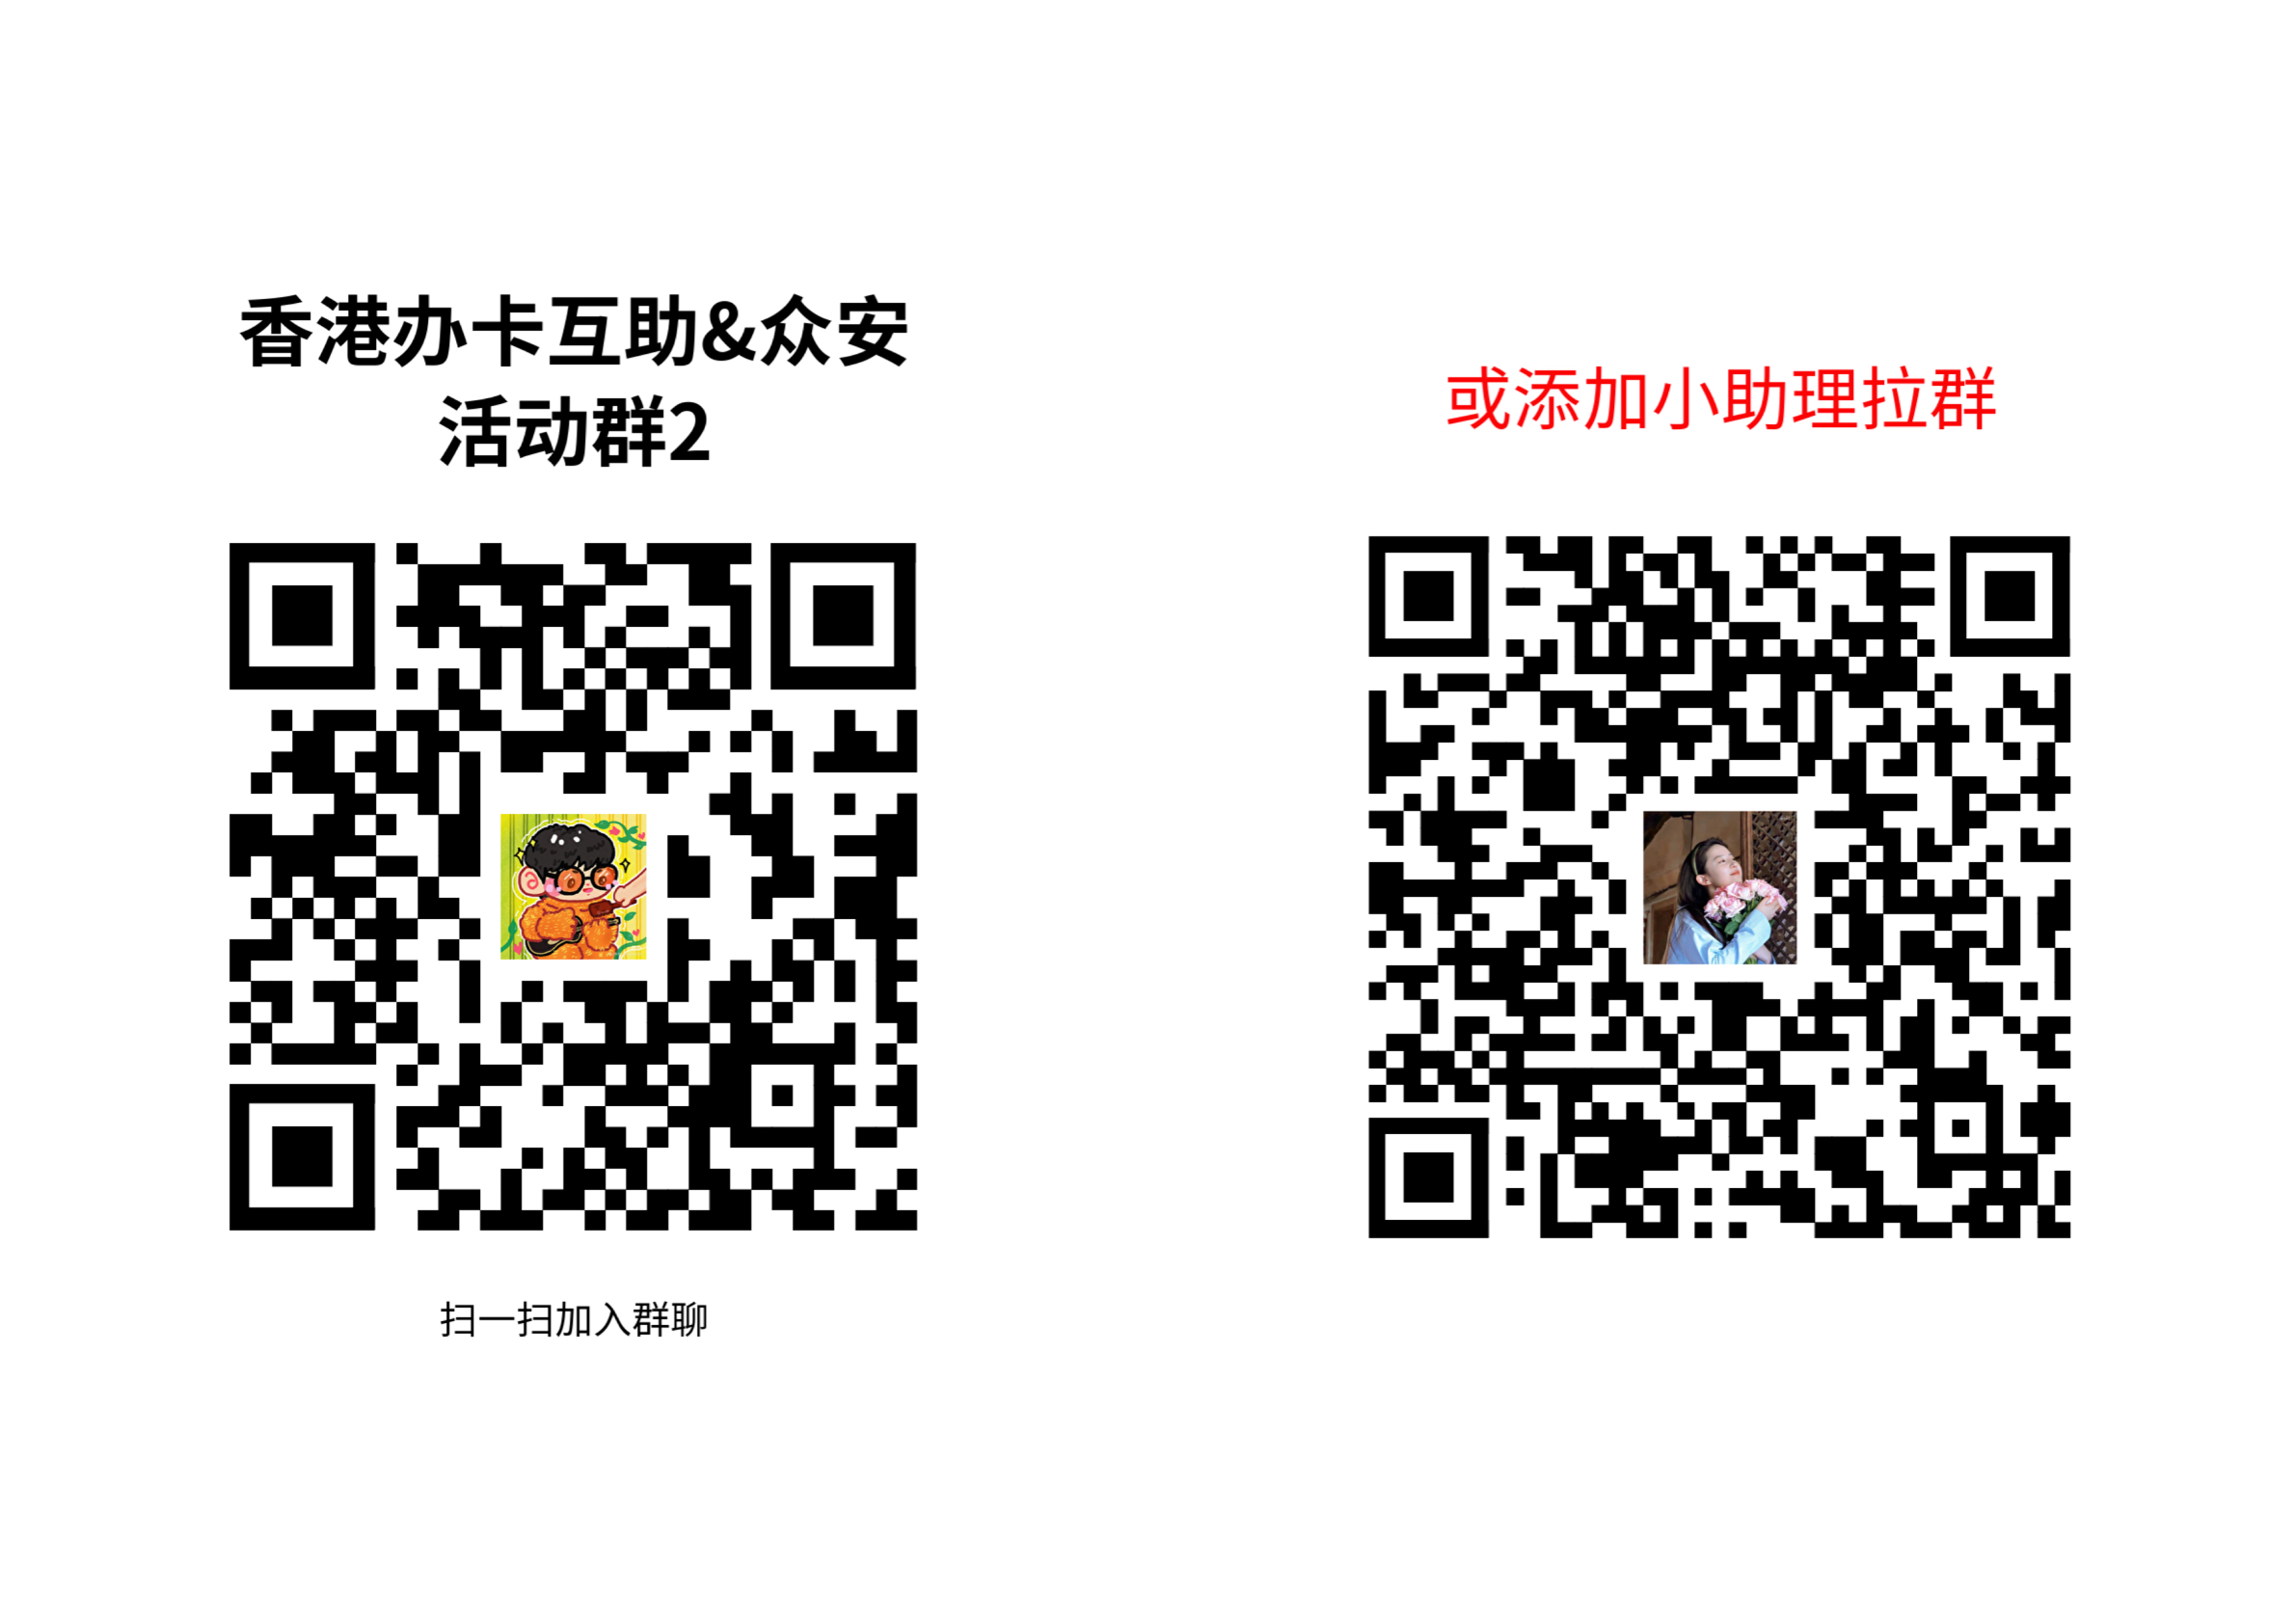 香港办卡互助&众安
活动群2
扫一扫加入群聊
或添加小助理拉群